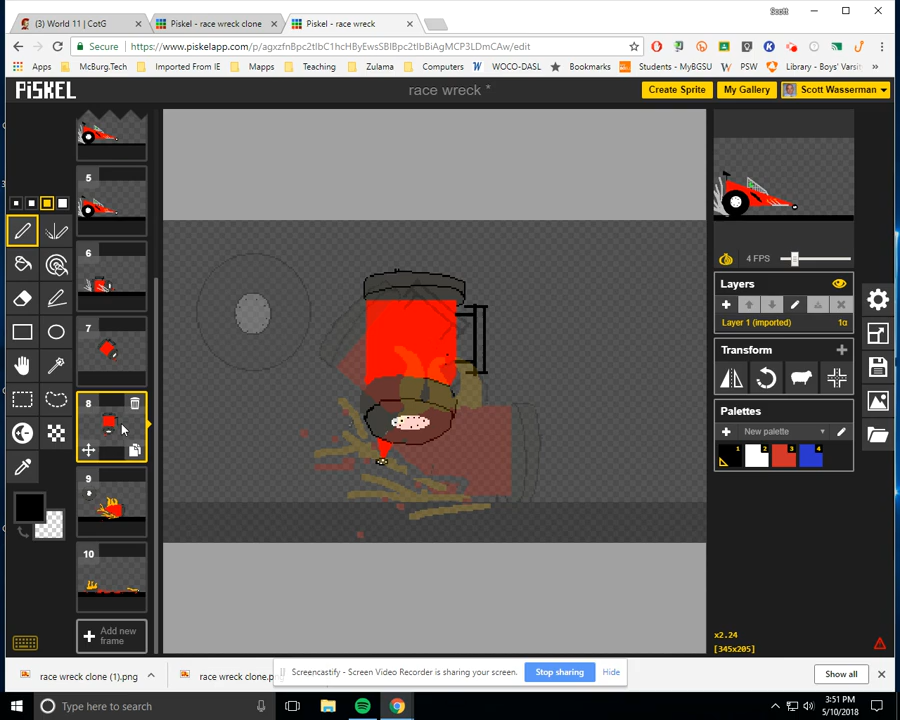 (3) World 11 | CotG
Piskel - race wreck clone
Piskel - race wreck
Scott
Secure
https://www.piskelapp.com/p/agxzfnBpc2tlbC1hcHByEwsSBlBpc2tlbBiAgMCP3LDmCAw/edit
Apps
McBurg.Tech
Imported From IE
Mapps
Teaching
Zulama
Computers
WOCO-DASL
Bookmarks
Students - MyBGSU
PSW
Library - Boys' Varsit
»
PiSKEL
race wreck *
Create Sprite
My Gallery
Scott Wasserman
5
6
7
8
9
10
Add new frame
4 FPS
Layers
Layer 1 (imported)
1α
Transform
Palettes
New palette
1
2
3
4
x2.24
[345x205]
race wreck clone (1).png
race wreck clone.p
Screencastify - Screen Video Recorder is sharing your screen.
Stop sharing
Hide
Show all
Type here to search
3:51 PM
5/10/2018